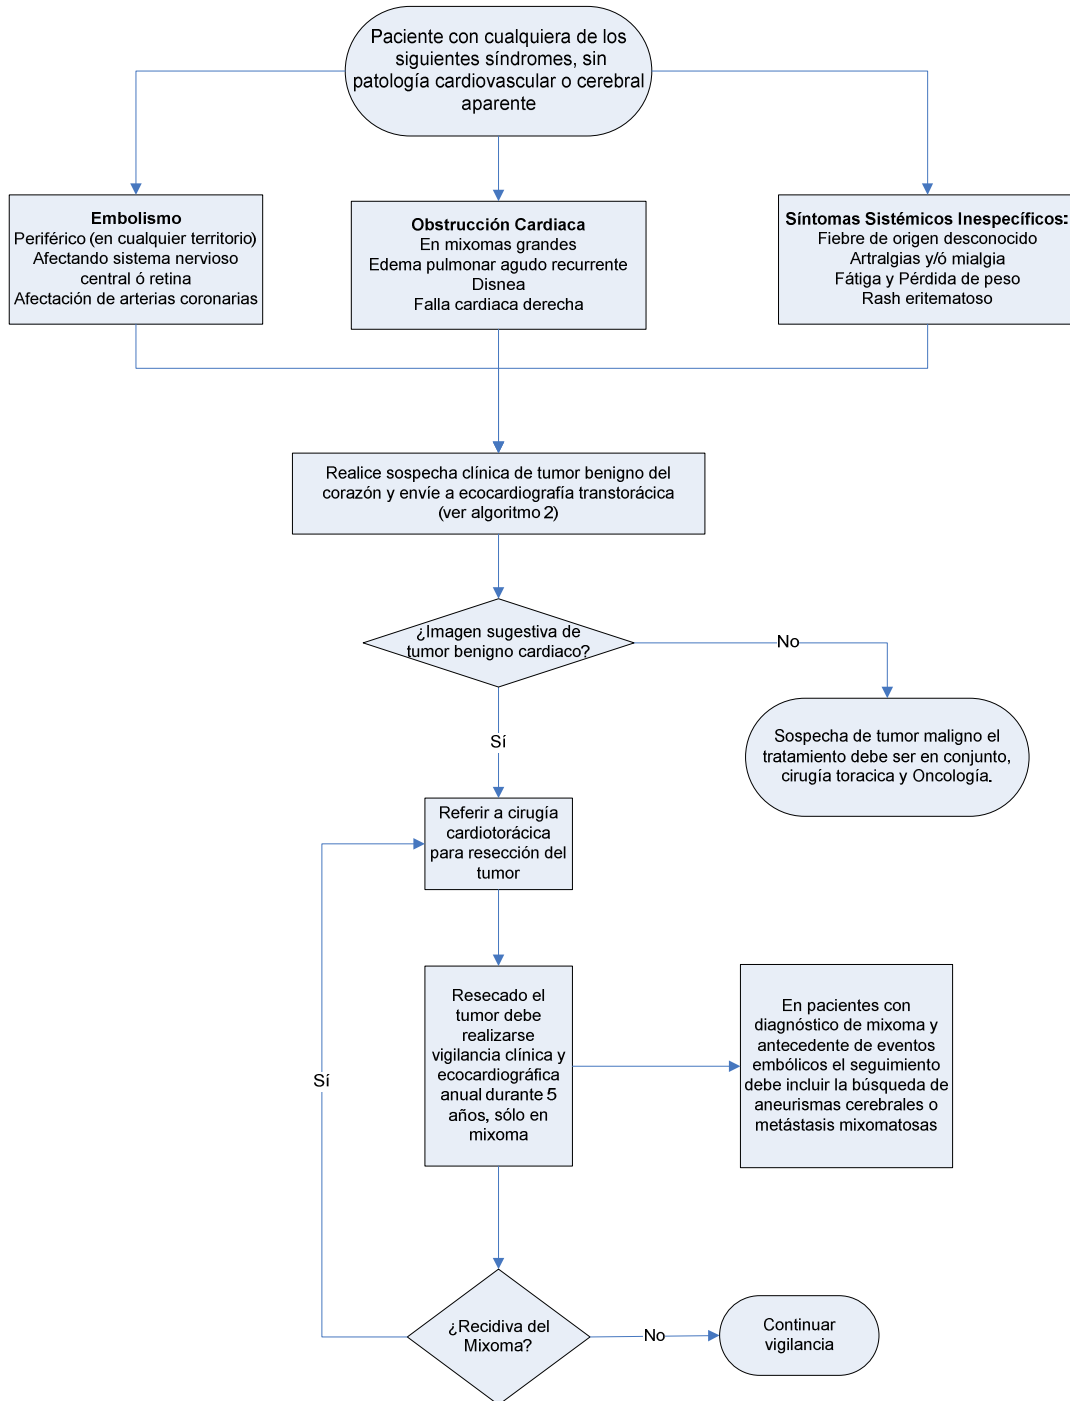 Paciente con cualquiera de los
siguientes síndromes, sin
patología cardiovascular o cerebral
aparente
Embolismo
Periférico (en cualquier territorio)
Afectando sistema nervioso
central ó retina
Afectación de arterias coronarias
Obstrucción Cardiaca
En mixomas grandes
Edema pulmonar agudo recurrente
Disnea
Falla cardiaca derecha
Síntomas Sistémicos Inespecíficos:
Fiebre de origen desconocido
Artralgias y/ó mialgia
Fátiga y Pérdida de peso
Rash eritematoso
Realice sospecha clínica de tumor benigno del
corazón y envíe a ecocardiografía transtorácica
(ver algoritmo 2)
¿Imagen sugestiva de
tumor benigno cardiaco?
No
Sí
Sospecha de tumor maligno el
tratamiento debe ser en conjunto,
cirugía toracica y Oncología.
Referir a cirugía
cardiotorácica
para resección del
tumor
Resecado el
tumor debe
realizarse
vigilancia clínica y
ecocardiográfica
anual durante 5
años, sólo en
mixoma
En pacientes con
diagnóstico de mixoma y
antecedente de eventos
embólicos el seguimiento
debe incluir la búsqueda de
aneurismas cerebrales o
metástasis mixomatosas
Sí
¿Recidiva del
Mixoma?
No
Continuar
vigilancia